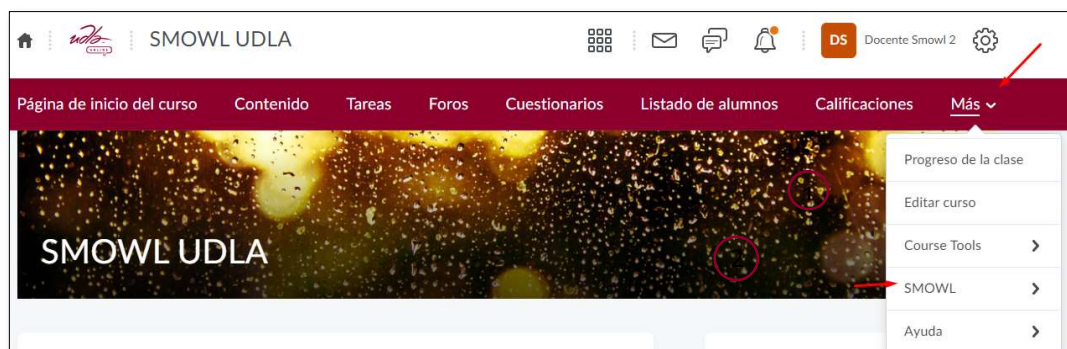 udla
ONLINE
SMOWL UDLA
DS
Docente Smowl 2
Página de inicio del curso
Contenido
Tareas
Foros
Cuestionarios
Listado de alumnos
Calificaciones
Más
Progreso de la clase
Editar curso
Course Tools
SMOWL
Ayuda
SMOWL UDLA